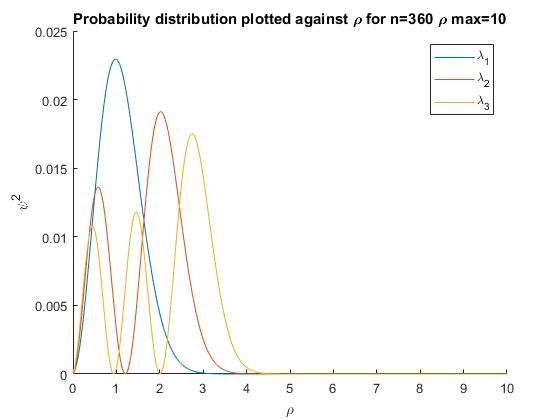 Probability distribution plotted against ρ for n=360 ρ max=10
0.025
0.02
0.015
0.01
0.005
0
ψ²
λ₁
λ₂
λ₃
0 1 2 3 4 5 6 7 8 9 10
ρ